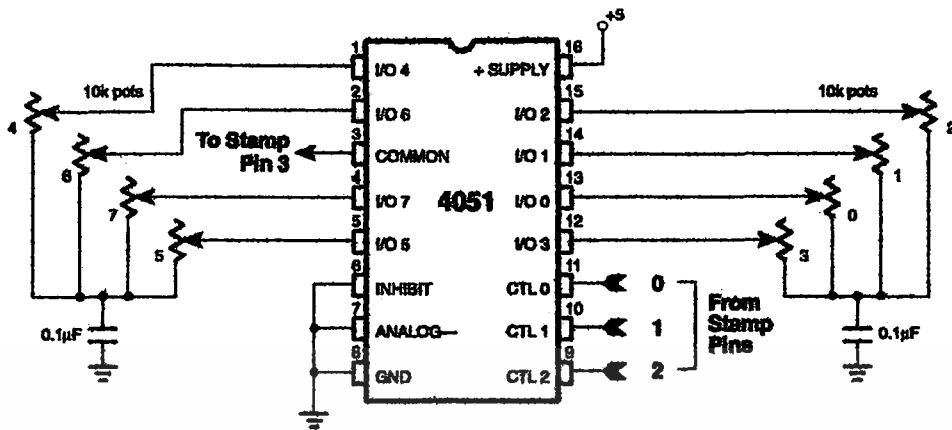 +5
1
I/O 4
+ SUPPLY
16
10k pots
2
I/O 6
I/O 2
15
10k pots
4
2
To Stamp
Pin 3
3
COMMON
I/O 1
14
6
1
4
I/O 7
4051
I/O 0
13
7
0
5
I/O 5
I/O 3
12
5
3
6
INHIBIT
CTL 0
11
0
From
Stamp
Pins
0.1µF
7
ANALOG—
CTL 1
10
1
0.1µF
8
GND
CTL 2
9
2